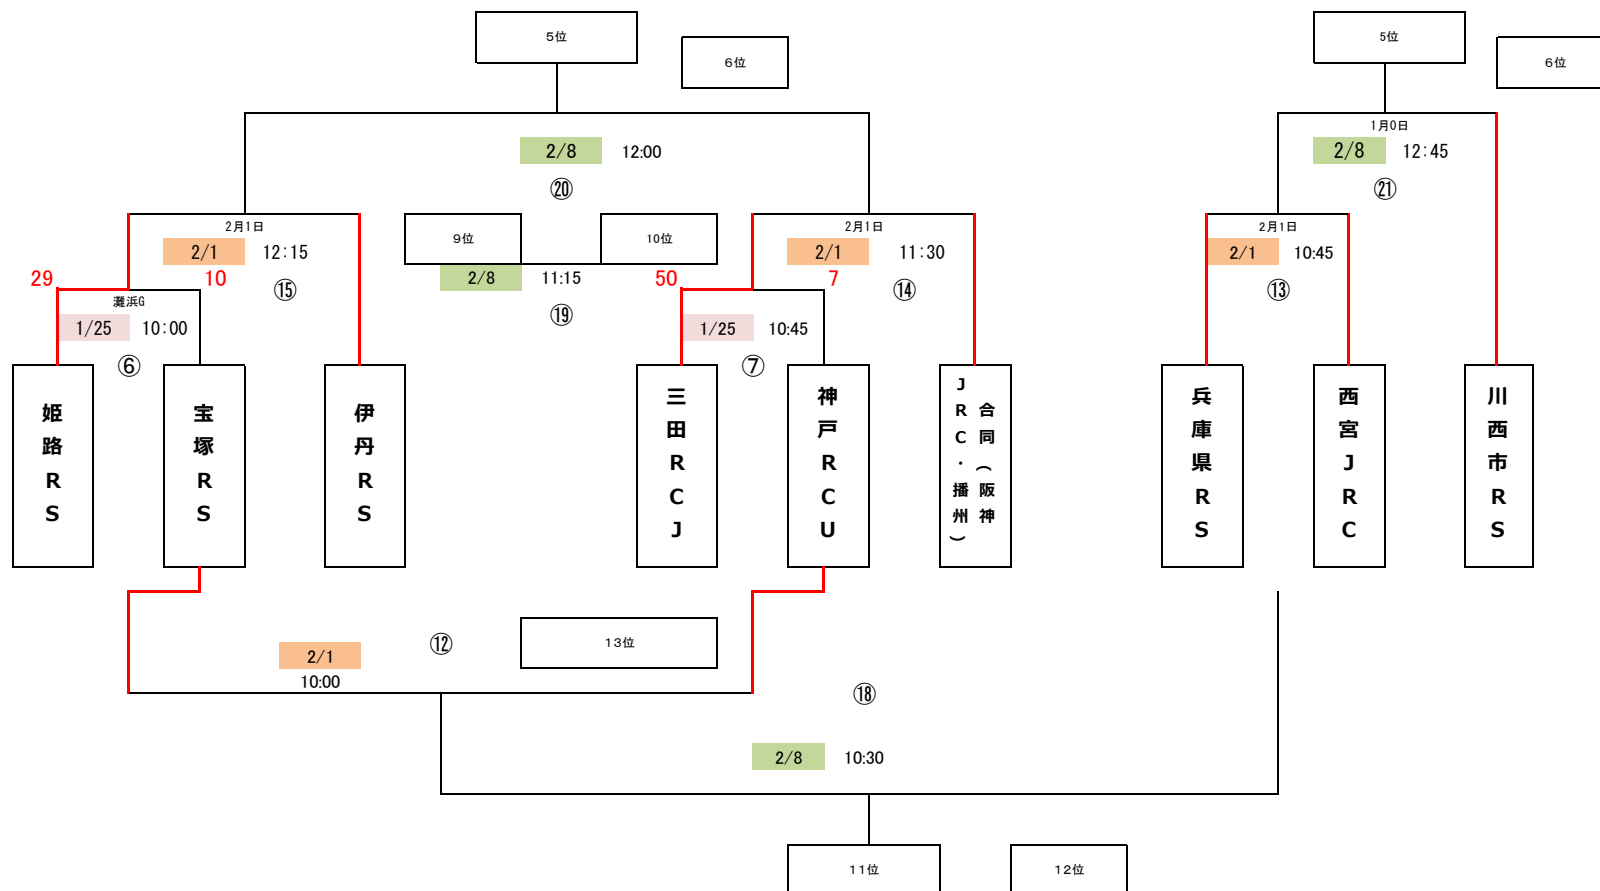 ５位
６位
5位
６位
1月0日
2/8 12:00
⑳
2/8 12:45
㉑
2月1日
2/1 12:15
⑮
９位
10位
2/8 11:15
⑲
2月1日
2/1 11:30
⑭
2月1日
2/1 10:45
⑬
29
10
50
7
灘浜G
1/25 10:00
⑥
1/25 10:45
⑦
姫路RS
宝塚RS
伊丹RS
三田RCJ
神戸RCU
合同（阪神
JRC・播州）
兵庫県RS
西宮JRC
川西市RS
⑫
2/1
10:00
１３位
⑱
2/8 10:30
１１位
１２位